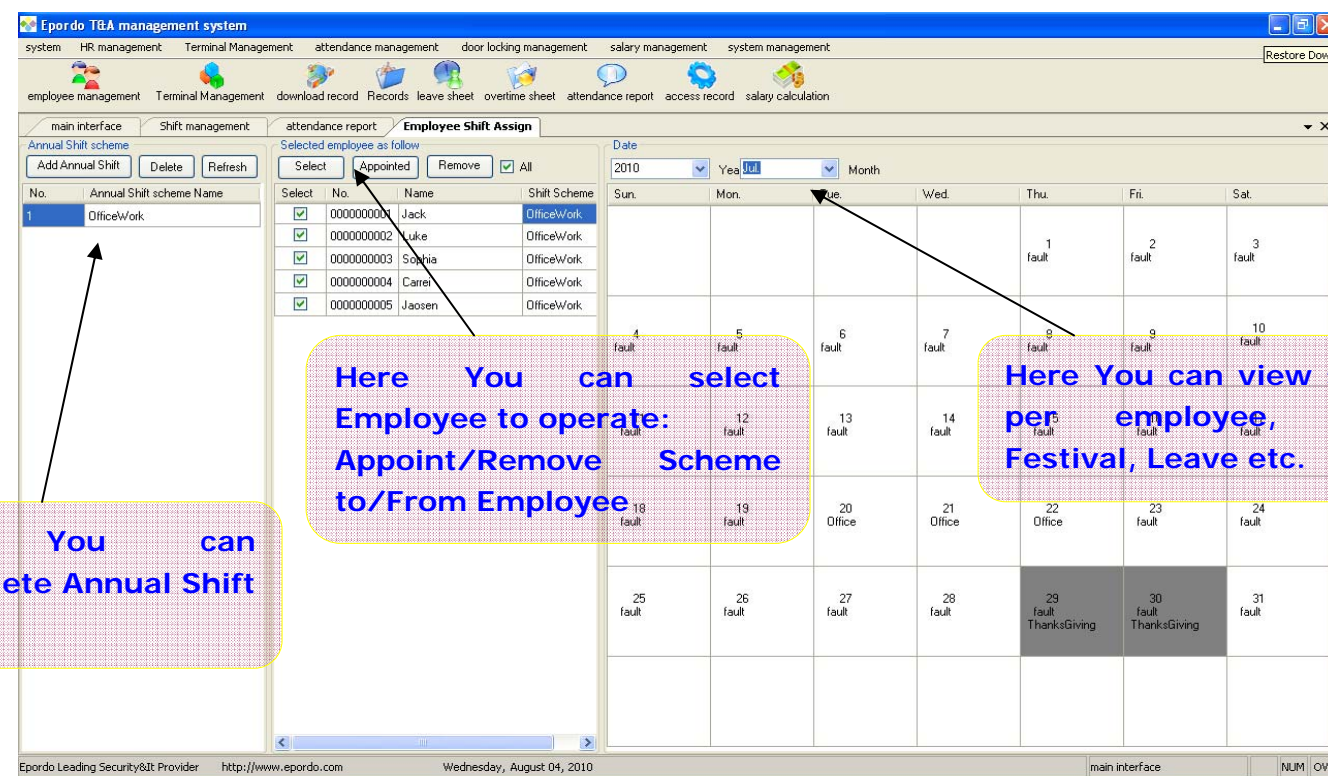 Epordo T&A management system
system HR management Terminal Management attendance management door locking management salary management system management
Restore Dow
employee management Terminal Management download record Records leave sheet overtime sheet attendance report access record salary calculation
main interface Shift management attendance report Employee Shift Assign
Annual Shift scheme Selected employee as follow Date
Add Annual Shift Delete Refresh Select Appointed Remove All 2010 Yea Jul. Month
No. Annual Shift scheme Name Select No. Name Shift Scheme Sun. Mon. Tue. Wed. Thu. Fri. Sat.
1 OfficeWork 0000000001 Jack OfficeWork
0000000002 Luke OfficeWork
0000000003 Sophia OfficeWork
0000000004 Carrei OfficeWork
0000000005 Jaosen OfficeWork
1 2 3
fault fault fault
4 5 6 7 8 9 10
fault fault fault fault fault fault fault
12 13 14
fault fault fault fault fault fault fault
18 19 20 21 22 23 24
fault fault Office Office Office fault fault
25 26 27 28 29 30 31
fault fault fault fault fault fault fault
ThanksGiving ThanksGiving
You can
ete Annual Shift
Here You can select
Employee to operate:
Appoint/Remove Scheme
to/From Employee
Here You can view
per employee,
Festival, Leave etc.
Epordo Leading Security&It Provider http://www.epordo.com Wednesday, August 04, 2010 main interface NUM OV